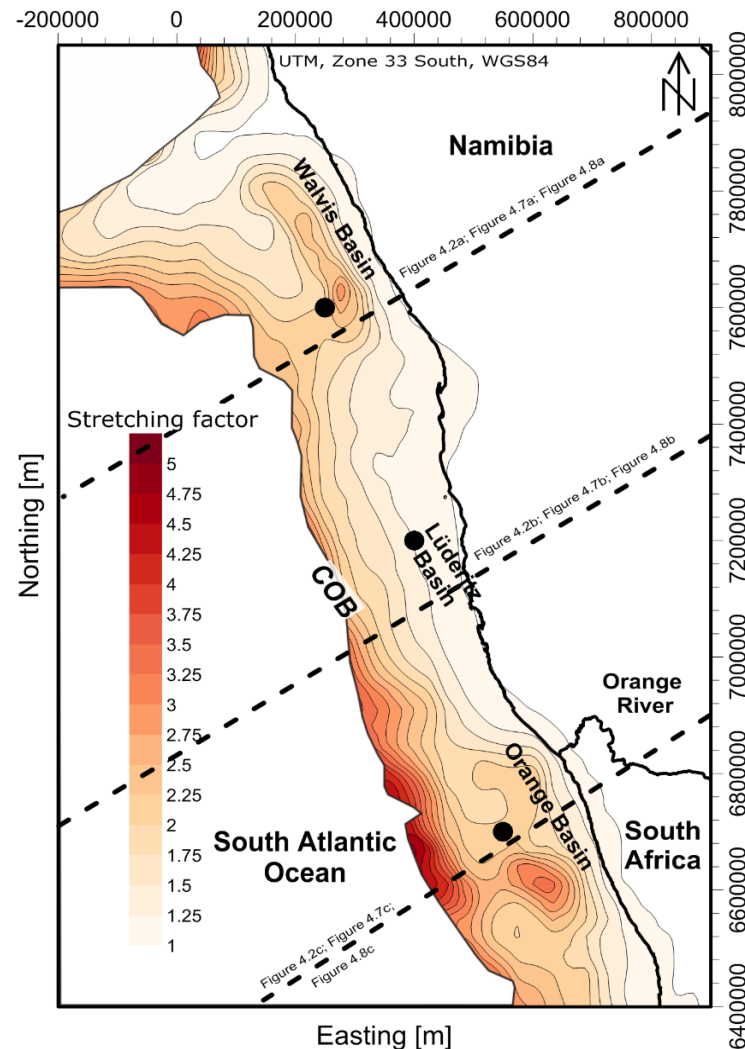 -200000 0 200000 400000 600000 800000
UTM, Zone 33 South, WGS84
N
8000000
Namibia
Figure 4.2a; Figure 4.7a; Figure 4.8a
Walvis Basin
7800000
7600000
Stretching factor
5
4.75
4.5
4.25
4
3.75
3.5
3.25
3
2.75
2.5
2.25
2
1.75
1.5
1.25
1
7400000
Figure 4.2b; Figure 4.7b; Figure 4.8b
Lüderitz
Basin
7200000
COB
Northing [m]
7000000
Orange
River
Orange Basin
6800000
South Atlantic
Ocean
South
Africa
6600000
Figure 4.2c; Figure 4.7c;
Figure 4.8c
6400000
Easting [m]